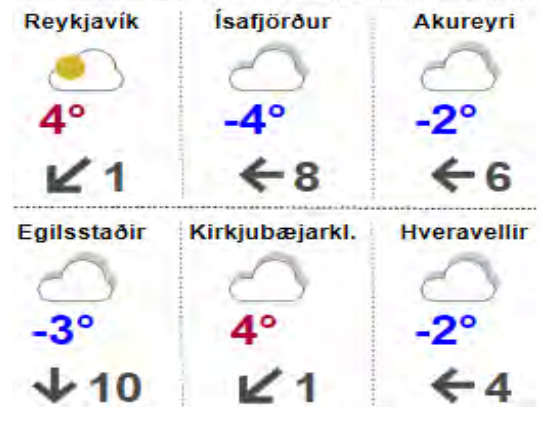 Reykjavík Ísafjörður Akureyri
4° -4° -2°
1 8 6
Egilsstaðir Kirkjubæjarkl. Hveravellir
-3° 4° -2°
10 1 4